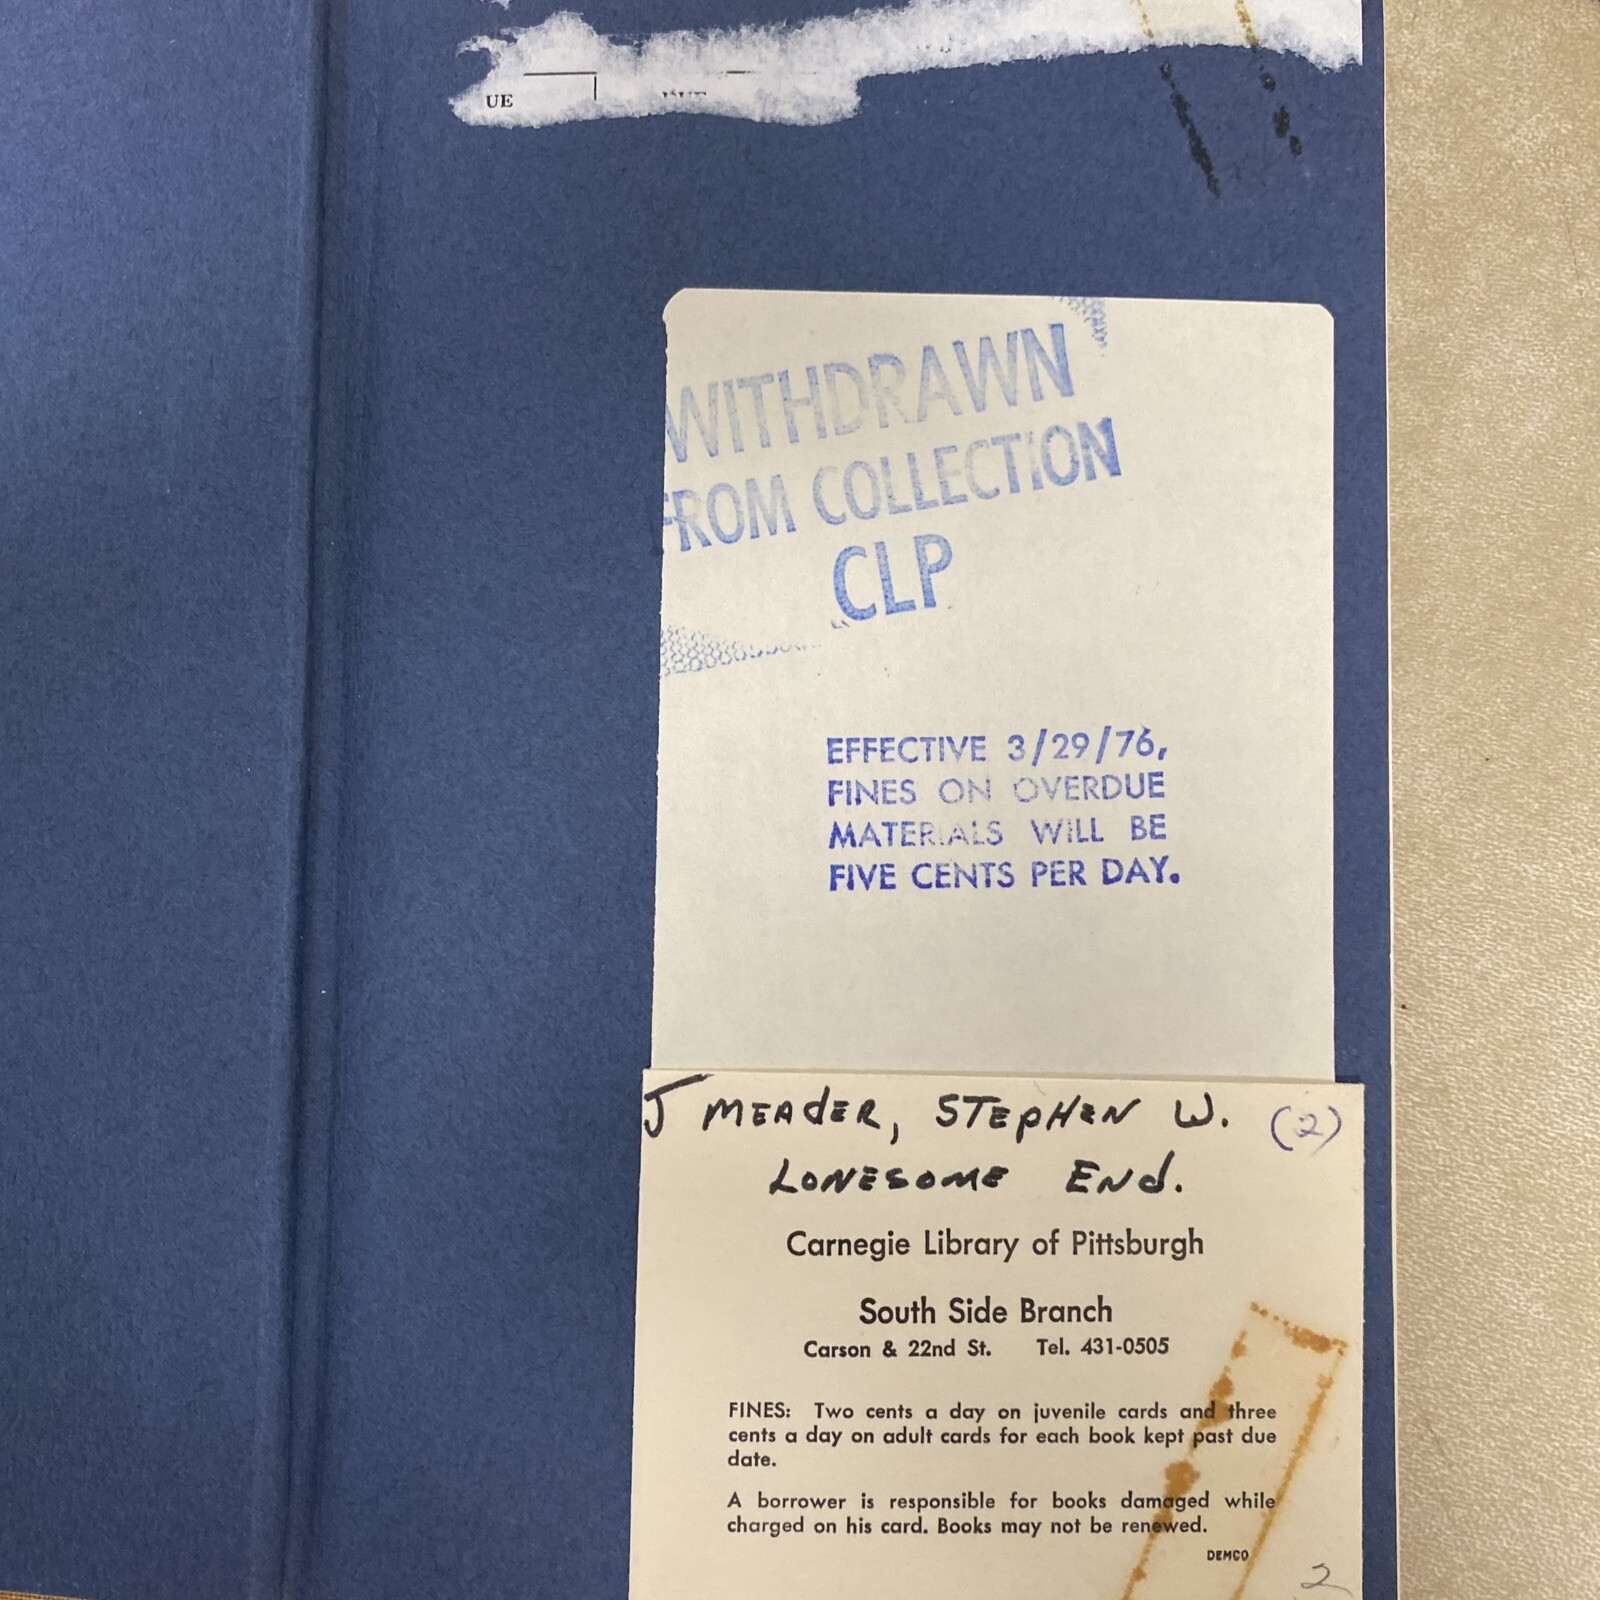 UE
WITHDRAWN
FROM COLLECTION
CLP
EFFECTIVE 3/29/76,
FINES ON OVERDUE
MATERIALS WILL BE
FIVE CENTS PER DAY.
J MEADER, STEPHEN W. (2)
LONESOME END.
Carnegie Library of Pittsburgh
South Side Branch
Carson & 22nd St. Tel. 431-0505
FINES: Two cents a day on juvenile cards and three
cents a day on adult cards for each book kept past due
date.
A borrower is responsible for books damaged while
charged on his card. Books may not be renewed.
DEMCO
2